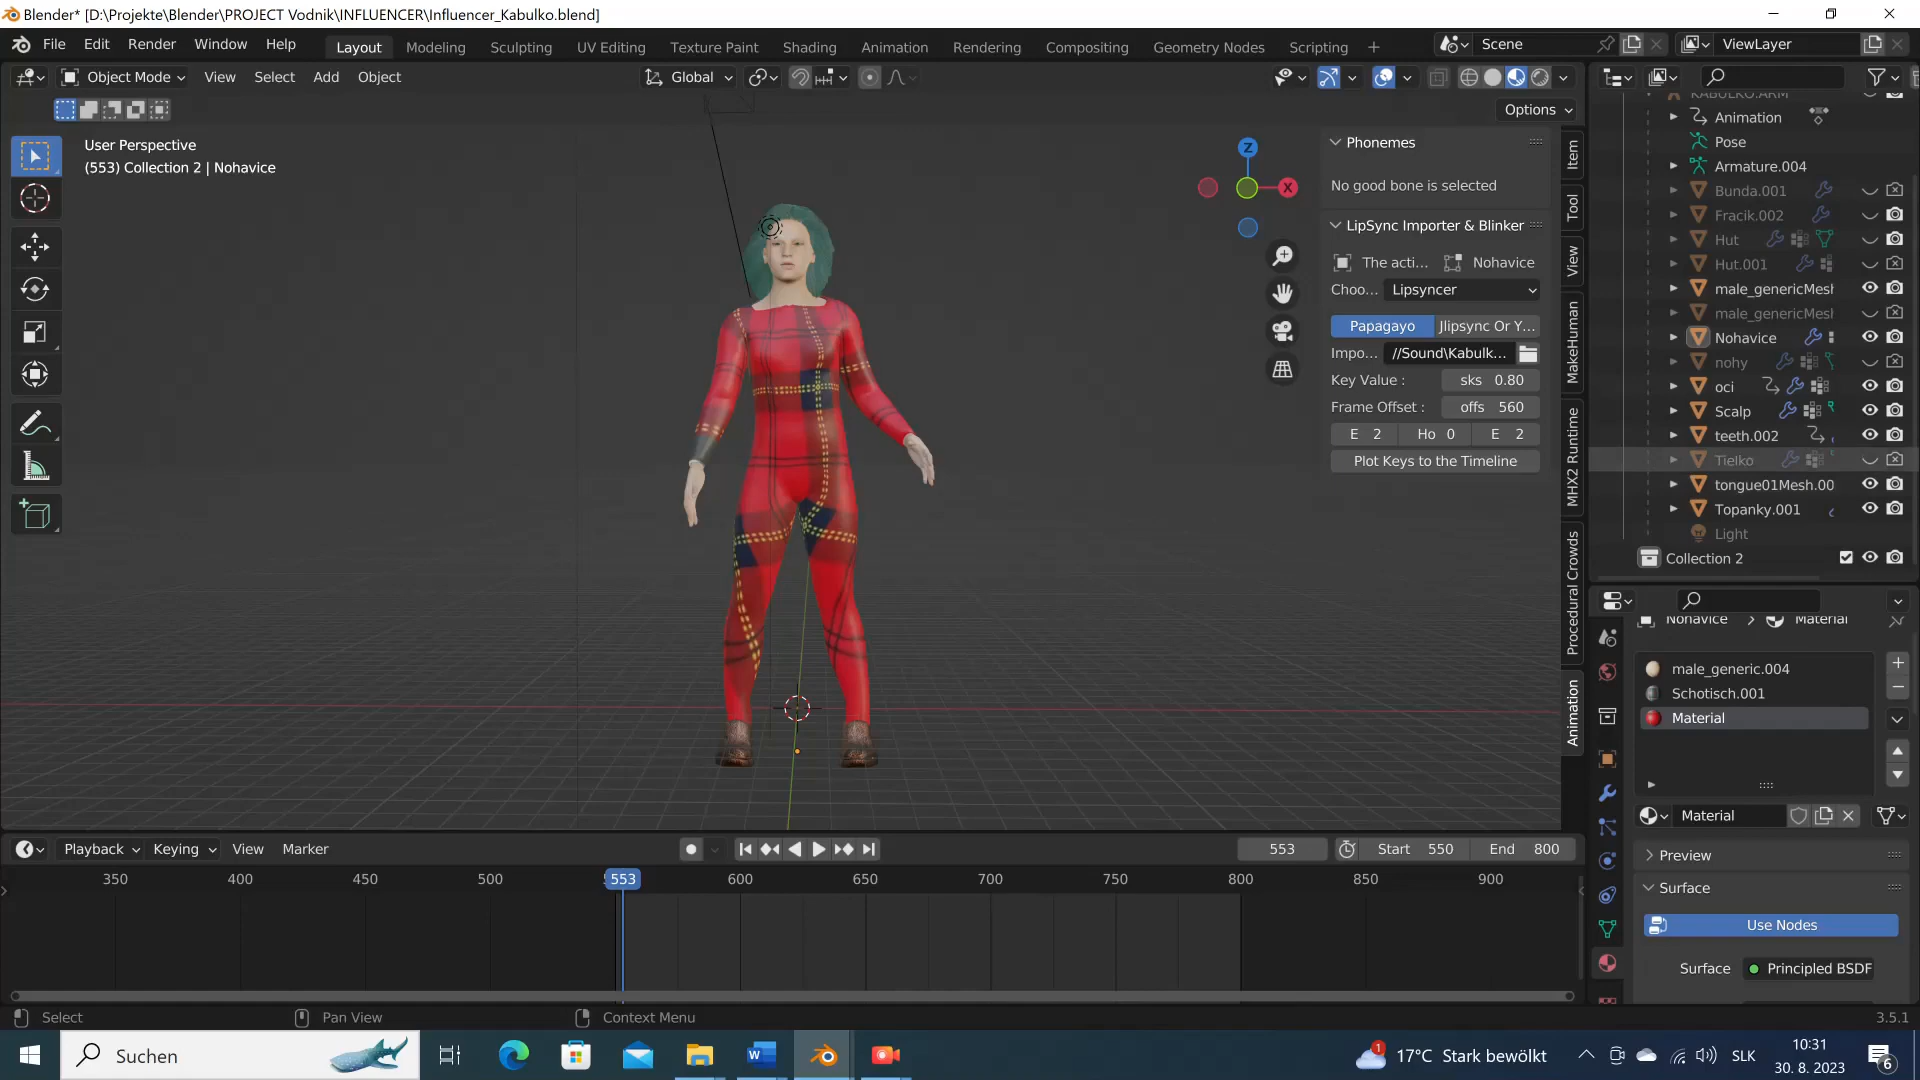 Blender* [D:\Projekte\Blender\PROJECT Vodnik\INFLUENCER\Influencer_Kabulko.blend]
File Edit Render Window Help Layout Modeling Sculpting UV Editing Texture Paint Shading Animation Rendering Compositing Geometry Nodes Scripting + Scene ViewLayer
Object Mode View Select Add Object Global
Options
User Perspective
(553) Collection 2 | Nohavice
Z
X
Phonemes
No good bone is selected
LipSync Importer & Blinker
The acti... Nohavice
Choo... Lipsyncer
Papagayo Jlipsync Or Y...
Impo... //Sound\Kabulk...
Key Value : sks 0.80
Frame Offset : offs 560
E 2 Ho 0 E 2
Plot Keys to the Timeline
Item
Tool
View
MakeHuman
MHX2 Runtime
Procedural Crowds
Animation
KABULKO.ARM
Animation
Pose
Armature.004
Bunda.001
Fracik.002
Hut
Hut.001
male_genericMesh
male_genericMesh
Nohavice
nohy
oci
Scalp
teeth.002
Tielko
tongue01Mesh.00
Topanky.001
Light
Collection 2
Nohavice > Material
male_generic.004
Schotisch.001
Material
Material
Preview
Surface
Use Nodes
Surface Principled BSDF
Playback Keying View Marker 553 Start 550 End 800
350 400 450 500 553 600 650 700 750 800 850 900
Select Pan View Context Menu 3.5.1
Suchen 1 17°C Stark bewölkt SLK 10:31
30. 8. 2023 6